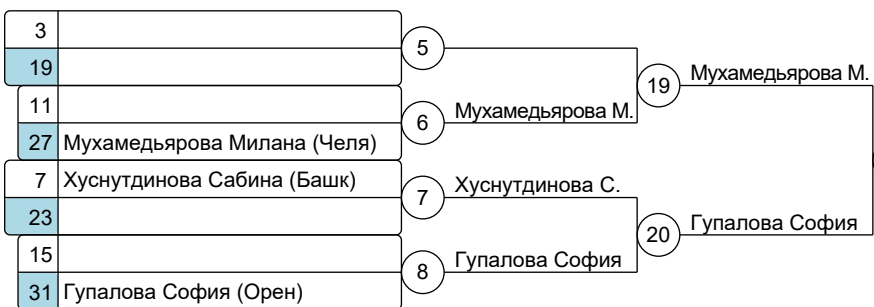 3
5
19
19 Мухамедьярова М.
11
6 Мухамедьярова М.
27 Мухамедьярова Милана (Челя)
7 Хуснутдинова Сабина (Башк)
7 Хуснутдинова С.
23
20 Гупалова София
15
8 Гупалова София
31 Гупалова София (Орен)